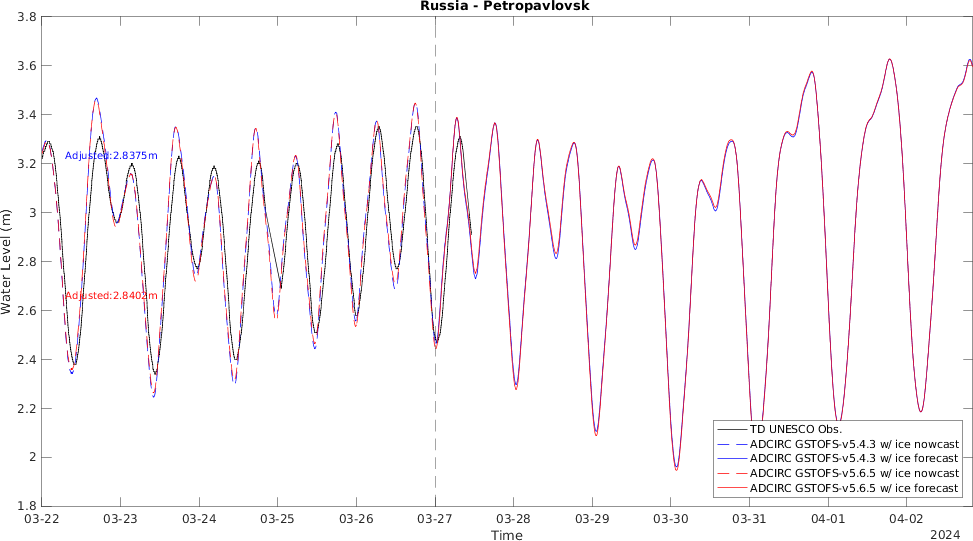 Russia - Petropavlovsk
3.8
3.6
3.4
3.2
3
2.8
2.6
2.4
2.2
2
1.8
Water Level (m)
Adjusted:2.8375m
Adjusted:2.8402m
TD UNESCO Obs.
ADCIRC GSTOFS-v5.4.3 w/ ice nowcast
ADCIRC GSTOFS-v5.4.3 w/ ice forecast
ADCIRC GSTOFS-v5.6.5 w/ ice nowcast
ADCIRC GSTOFS-v5.6.5 w/ ice forecast
03-22 03-23 03-24 03-25 03-26 03-27 03-28 03-29 03-30 03-31 04-01 04-02
Time
2024